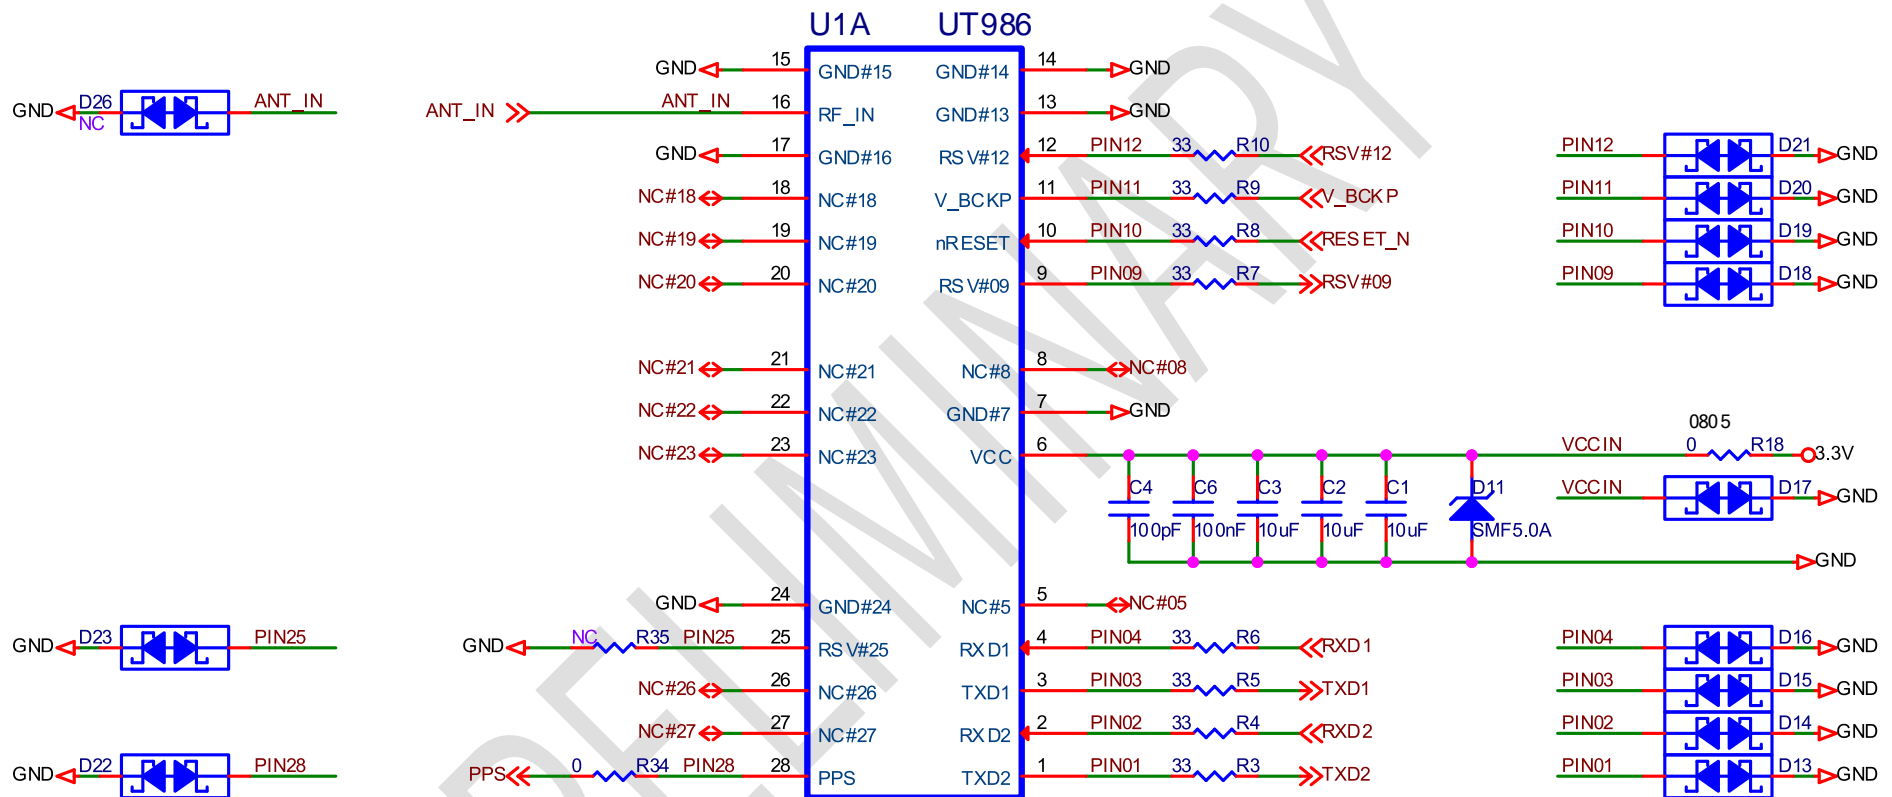 U1A UT986
GND 15 GND#15 GND#14 14 GND
GND D26 NC ANT_IN ANT_IN ANT_IN 16 RF_IN GND#13 13 GND
GND 17 GND#16 RSV#12 12 PIN12 33 R10 RSV#12 PIN12 D21 GND
NC#18 18 NC#18 V_BCKP 11 PIN11 33 R9 V_BCKP PIN11 D20 GND
NC#19 19 NC#19 nRESET 10 PIN10 33 R8 RESET_N PIN10 D19 GND
NC#20 20 NC#20 RSV#09 9 PIN09 33 R7 RSV#09 PIN09 D18 GND
NC#21 21 NC#21 NC#8 8 NC#08
NC#22 22 NC#22 GND#7 7 GND
0805
NC#23 23 NC#23 VCC 6 VCCIN 0 R18 3.3V
C4 C6 C3 C2 C1 D11 VCCIN D17 GND
100pF 100nF 10uF 10uF 10uF SMF5.0A
GND
GND 24 GND#24 NC#5 5 NC#05
GND D23 PIN25 GND NC R35 PIN25 25 RSV#25 RXD1 4 PIN04 33 R6 RXD1 PIN04 D16 GND
NC#26 26 NC#26 TXD1 3 PIN03 33 R5 TXD1 PIN03 D15 GND
NC#27 27 NC#27 RXD2 2 PIN02 33 R4 RXD2 PIN02 D14 GND
GND D22 PIN28 PPS 0 R34 PIN28 28 PPS TXD2 1 PIN01 33 R3 TXD2 PIN01 D13 GND
PRELIMINARY